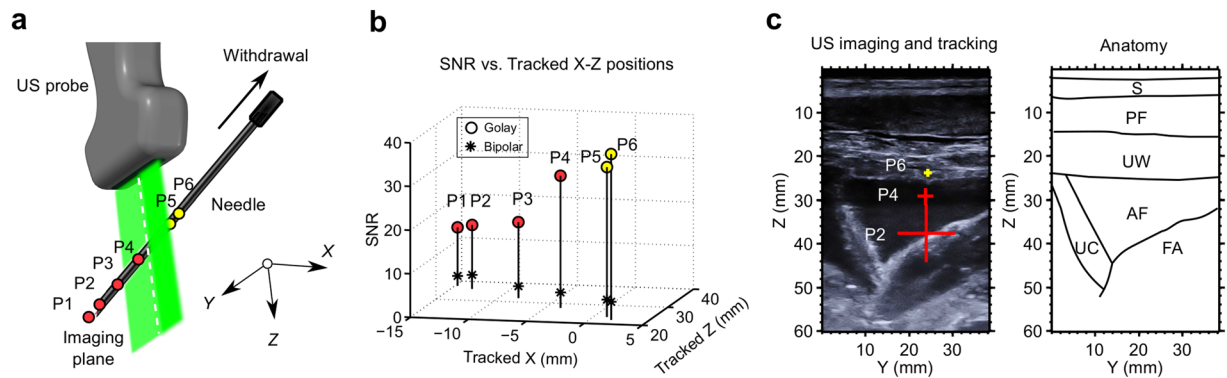 a
US probe
Withdrawal
P6
P5
Needle
P4
P3
P2
P1
Imaging
plane
X
Y
Z
b
SNR vs. Tracked X-Z positions
Golay
Bipolar
P1 P2 P3 P4 P5 P6
SNR
40
30
20
10
0
−15 −10 −5 0 5
Tracked X (mm)
20 30 40
Tracked Z (mm)
c
US imaging and tracking
P6
P4
P2
Z (mm)
10
20
30
40
50
60
10 20 30
Y (mm)
Anatomy
S
PF
UW
AF
UC
FA
Z (mm)
10
20
30
40
50
60
10 20 30
Y (mm)